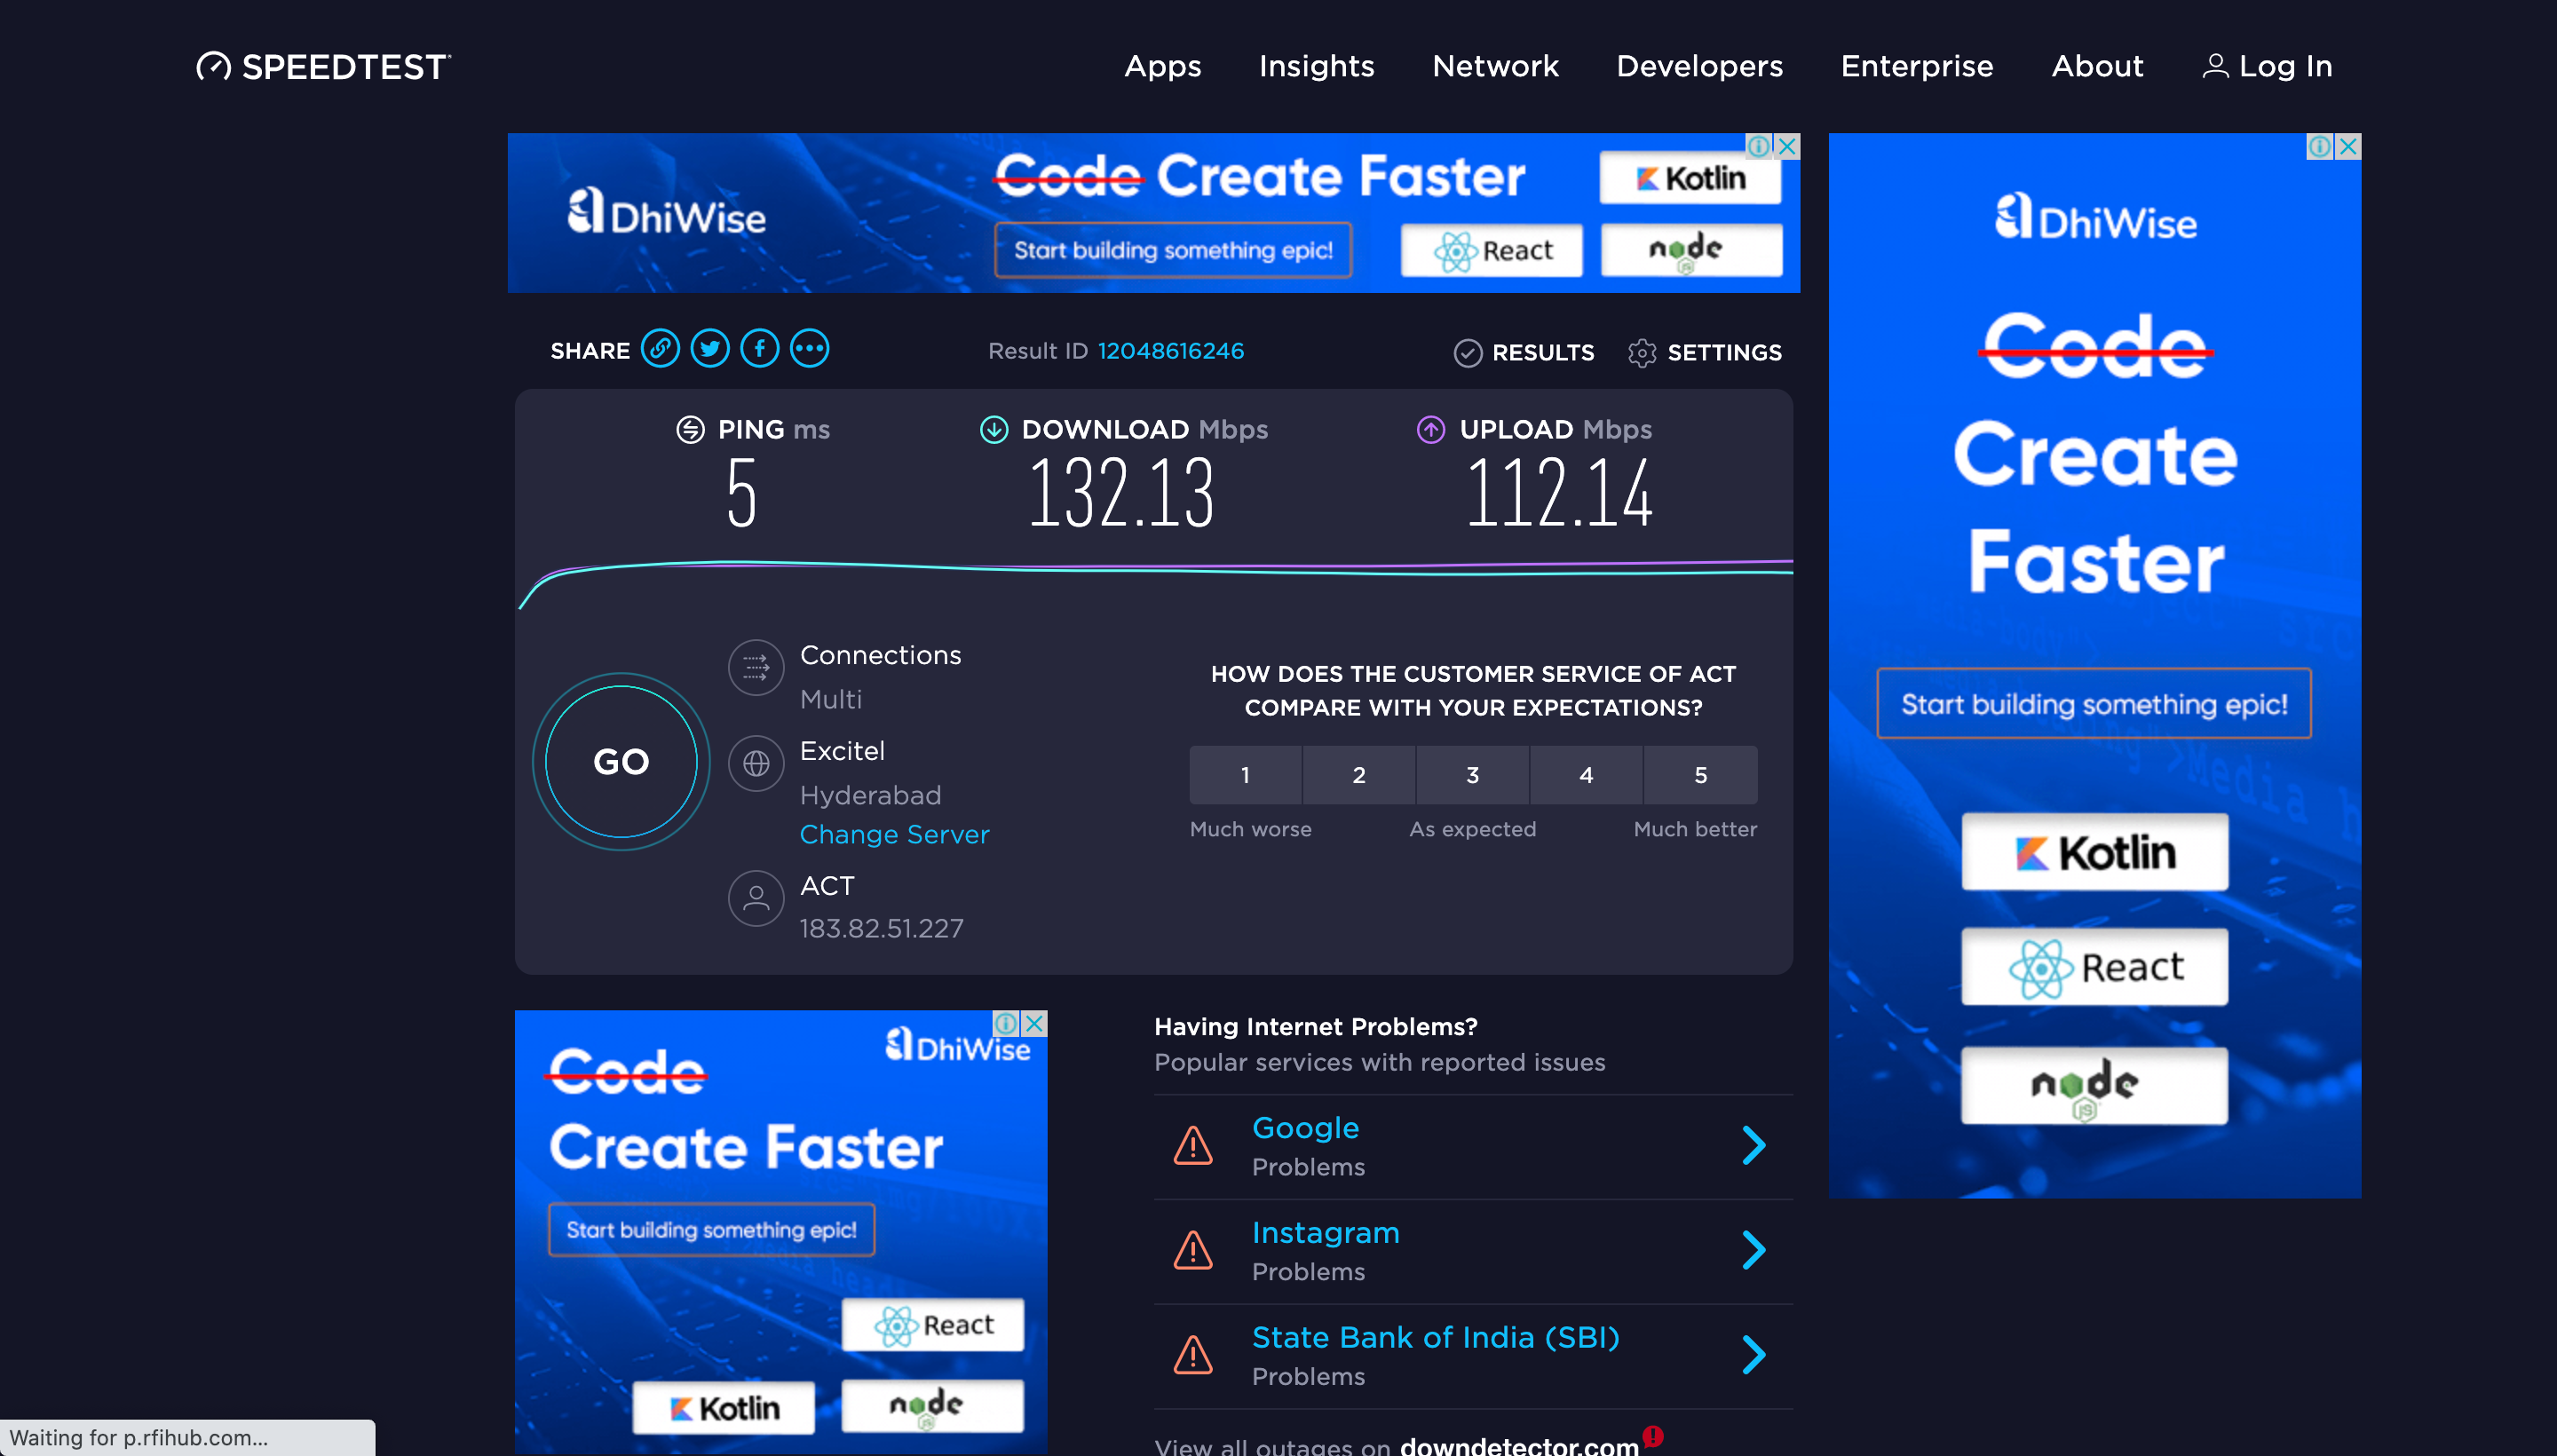 SPEEDTEST
Apps Insights Network Developers Enterprise About Log In
DhiWise
Code Create Faster
Start building something epic!
Kotlin
React
node
JS
DhiWise
Code
Create
Faster
Start building something epic!
Kotlin
React
node
JS
SHARE
Result ID 12048616246
RESULTS SETTINGS
PING ms
5
DOWNLOAD Mbps
132.13
UPLOAD Mbps
112.14
GO
Connections
Multi
Excitel
Hyderabad
Change Server
ACT
183.82.51.227
HOW DOES THE CUSTOMER SERVICE OF ACT
COMPARE WITH YOUR EXPECTATIONS?
1 2 3 4 5
Much worse As expected Much better
DhiWise
Code
Create Faster
Start building something epic!
React
Kotlin
node
JS
Having Internet Problems?
Popular services with reported issues
Google
Problems
Instagram
Problems
State Bank of India (SBI)
Problems
View all outages on downdetector.com
Waiting for p.rfihub.com...